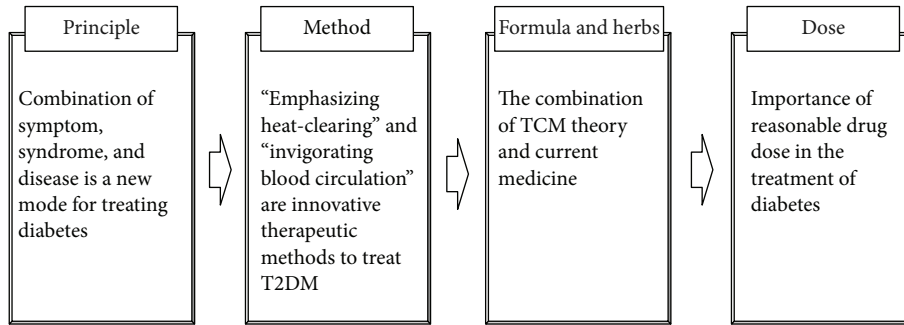 Principle
Combination of
symptom,
syndrome, and
disease is a new
mode for treating
diabetes
Method
“Emphasizing
heat-clearing” and
“invigorating
blood circulation”
are innovative
therapeutic
methods to treat
T2DM
Formula and herbs
The combination
of TCM theory
and current
medicine
Dose
Importance of
reasonable drug
dose in the
treatment of
diabetes